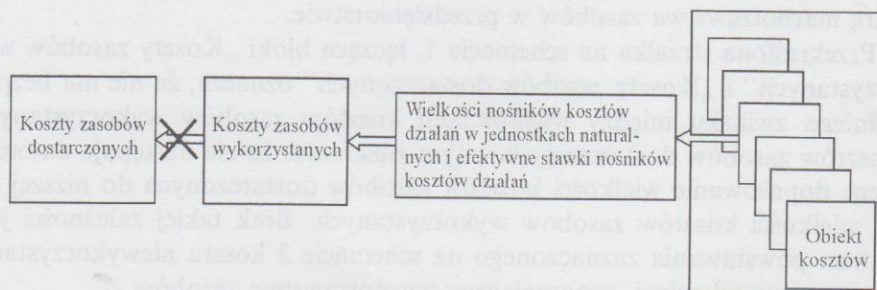 Koszty zasobów
dostarczonych
Koszty zasobów
wykorzystanych
Wielkości nośników kosztów
działań w jednostkach natural-
nych i efektywne stawki nośników
kosztów działań
Obiekt
kosztów